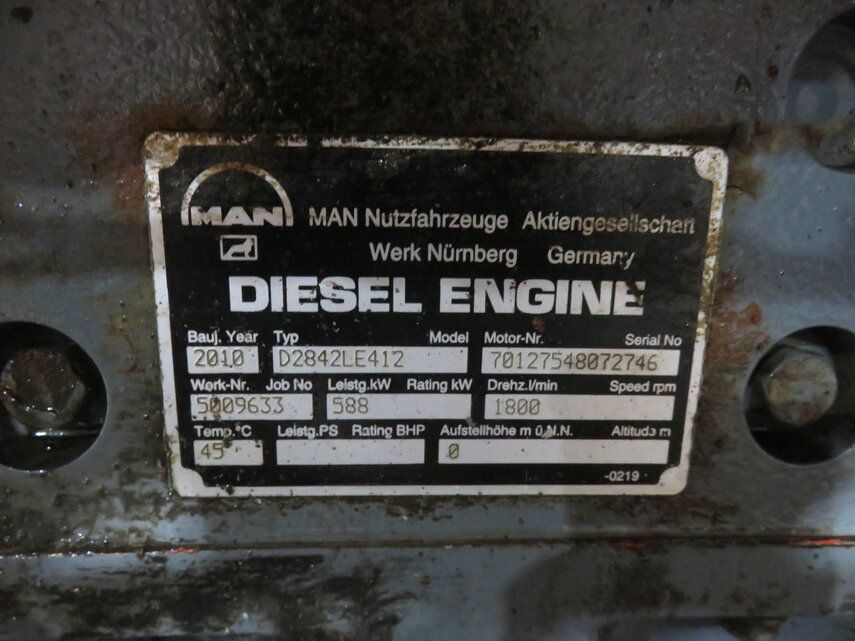 MAN MAN Nutzfahrzeuge Aktiengesellschaft
Werk Nürnberg Germany
DIESEL ENGINE
Bauj. Year Typ Model Motor-Nr. Serial No
2010 D2842LE412 70127548072746
Werk-Nr. Job No Leistg.kW Rating kW Drehz.l/min Speed rpm
5009633 588 1800
Temp.°C Leistg.PS Rating BHP Aufstellhöhe m ü.N.N. Altitude m
45 0
-0219